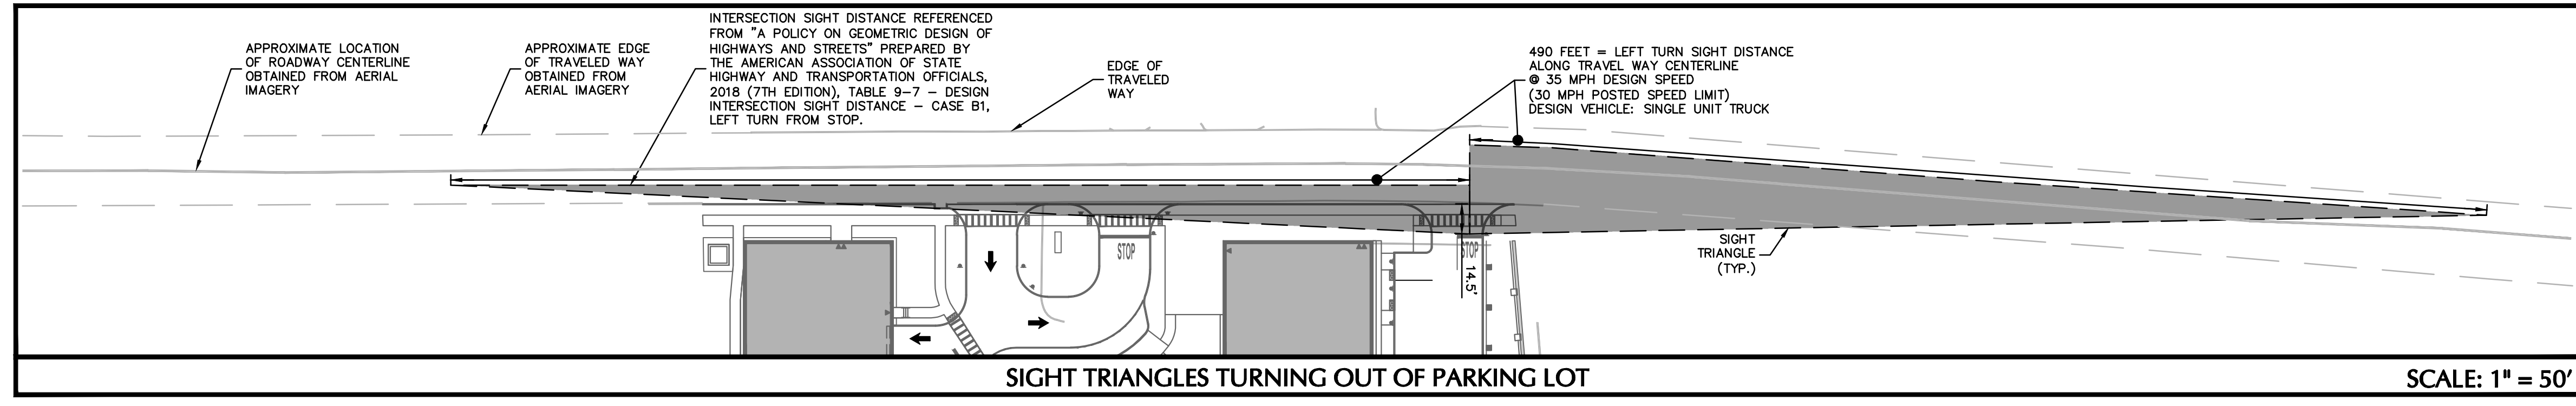 APPROXIMATE LOCATION
OF ROADWAY CENTERLINE
OBTAINED FROM AERIAL
IMAGERY
APPROXIMATE EDGE
OF TRAVELED WAY
OBTAINED FROM
AERIAL IMAGERY
INTERSECTION SIGHT DISTANCE REFERENCED
FROM "A POLICY ON GEOMETRIC DESIGN OF
HIGHWAYS AND STREETS" PREPARED BY
THE AMERICAN ASSOCIATION OF STATE
HIGHWAY AND TRANSPORTATION OFFICIALS,
2018 (7TH EDITION), TABLE 9-7 - DESIGN
INTERSECTION SIGHT DISTANCE - CASE B1,
LEFT TURN FROM STOP.
EDGE OF
TRAVELED
WAY
490 FEET = LEFT TURN SIGHT DISTANCE
ALONG TRAVEL WAY CENTERLINE
@ 35 MPH DESIGN SPEED
(30 MPH POSTED SPEED LIMIT)
DESIGN VEHICLE: SINGLE UNIT TRUCK
STOP
STOP
14.5'
SIGHT
TRIANGLE
(TYP.)
SIGHT TRIANGLES TURNING OUT OF PARKING LOT
SCALE: 1" = 50'